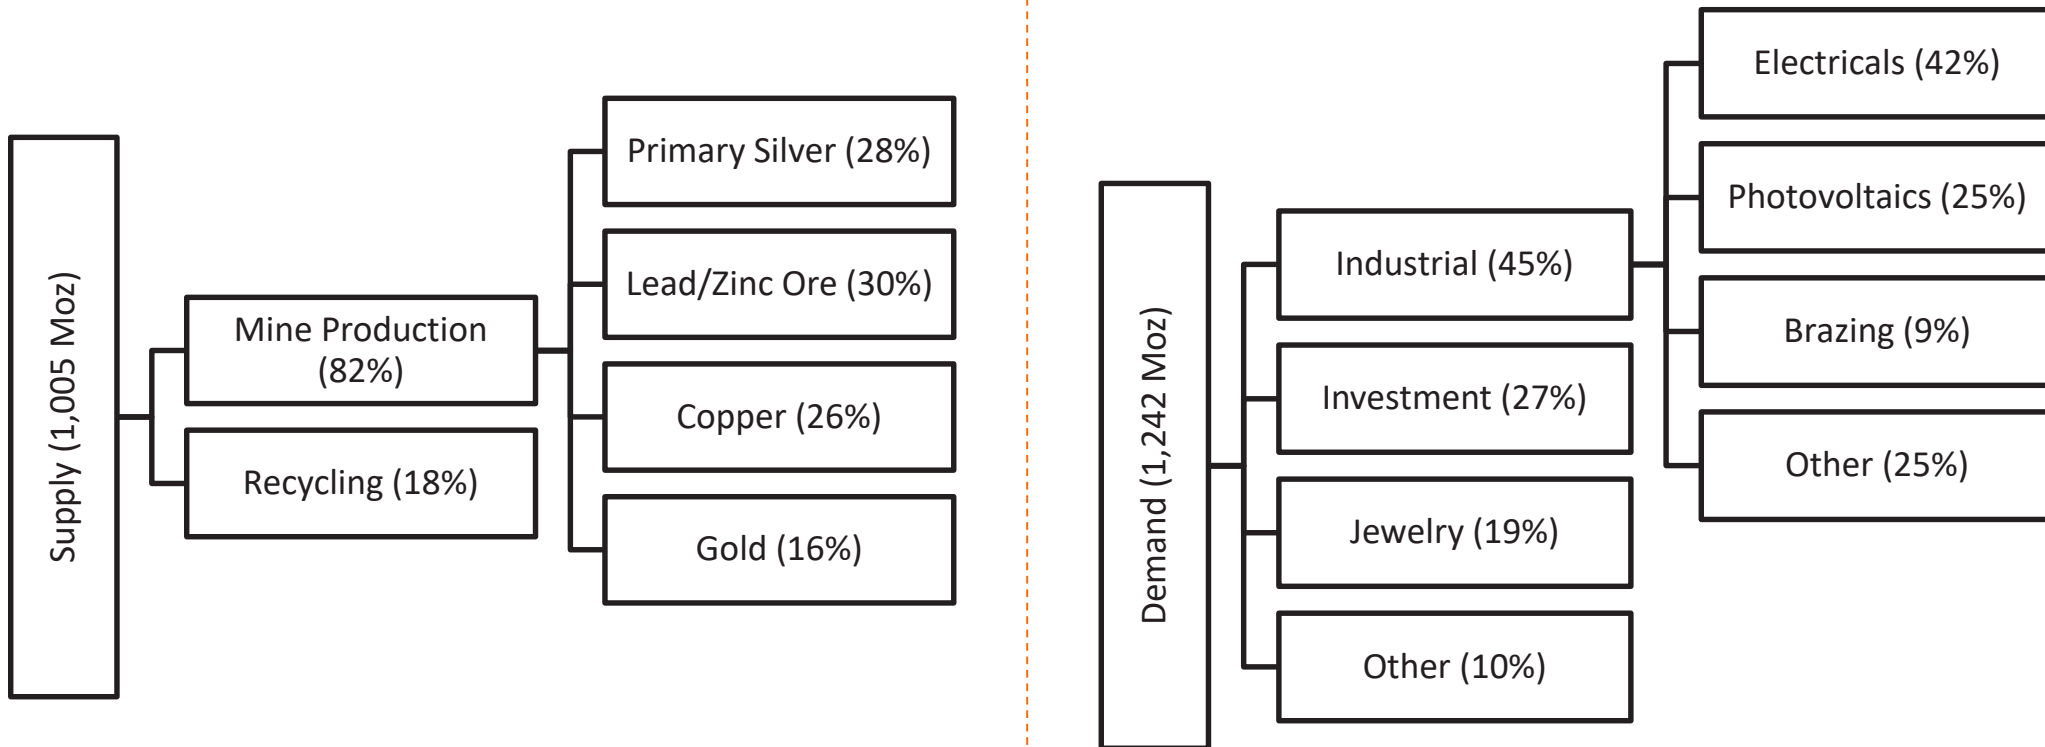 Supply (1,005 Moz)
Mine Production
(82%)
Recycling (18%)
Primary Silver (28%)
Lead/Zinc Ore (30%)
Copper (26%)
Gold (16%)
Demand (1,242 Moz)
Industrial (45%)
Investment (27%)
Jewelry (19%)
Other (10%)
Electricals (42%)
Photovoltaics (25%)
Brazing (9%)
Other (25%)